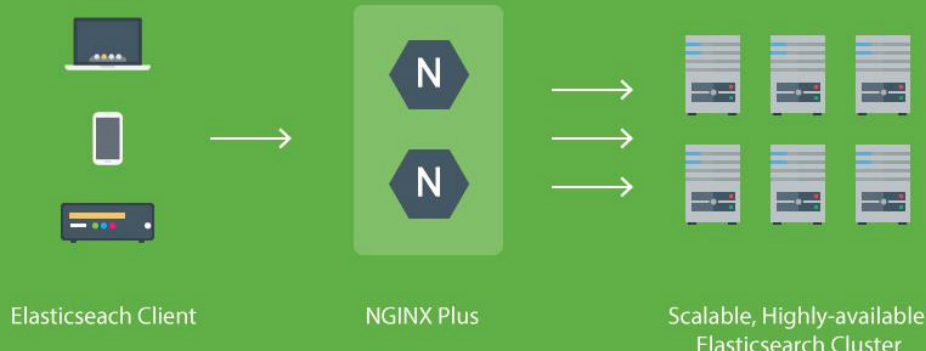 N
N
Elasticseach Client
NGINX Plus
Scalable, Highly-available
Elasticsearch Cluster